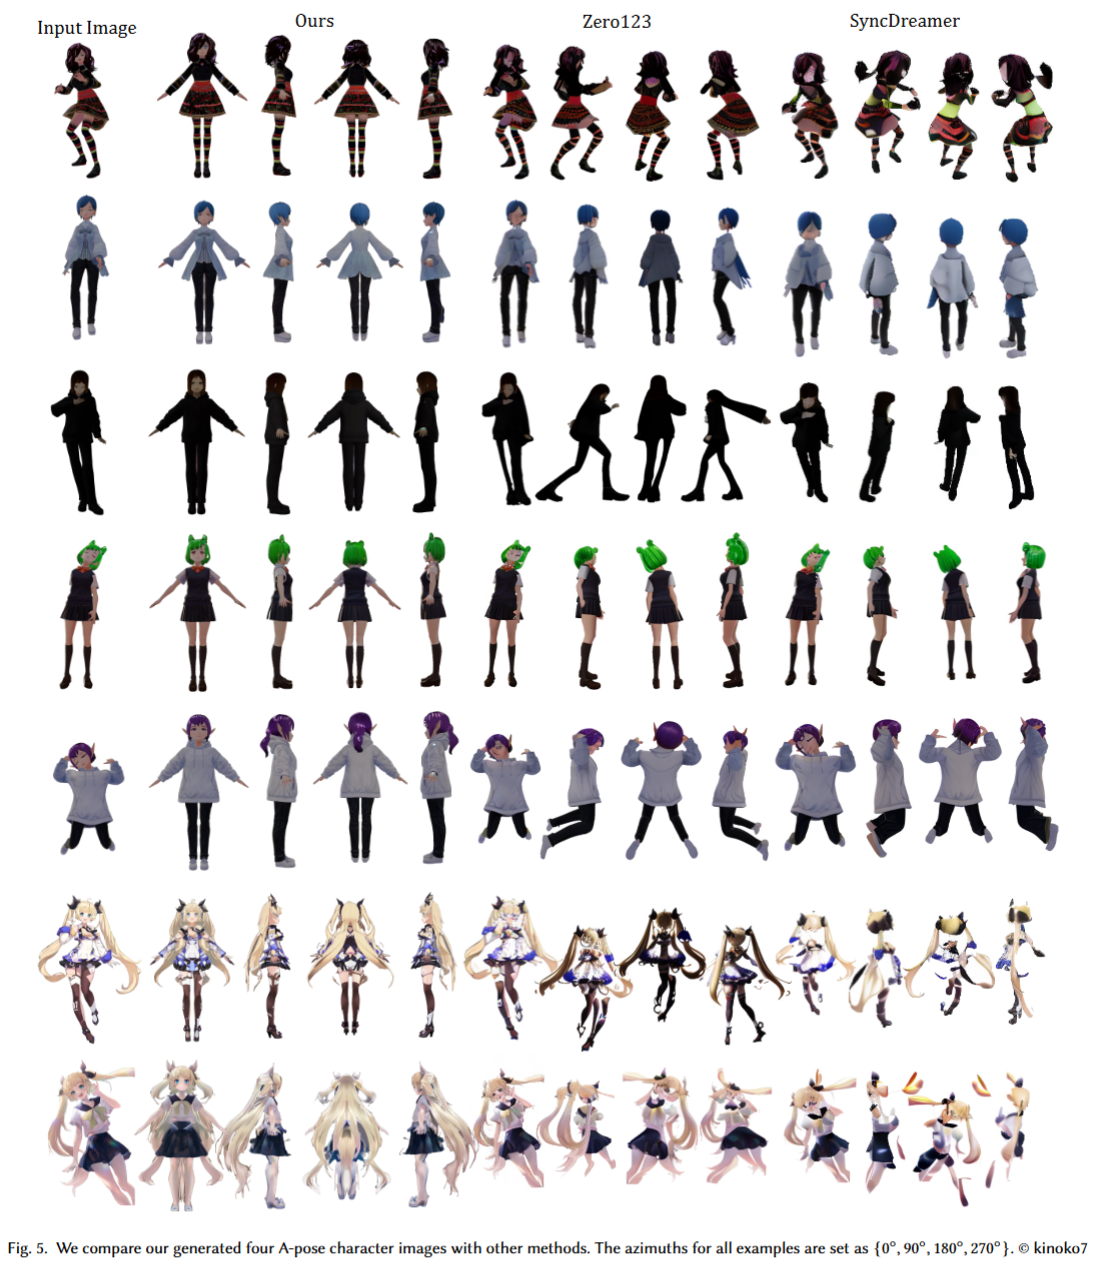 Input Image
Ours
Zero123
SyncDreamer
Fig. 5. We compare our generated four A-pose character images with other methods. The azimuths for all examples are set as {0°, 90°, 180°, 270°}. © kinoko7